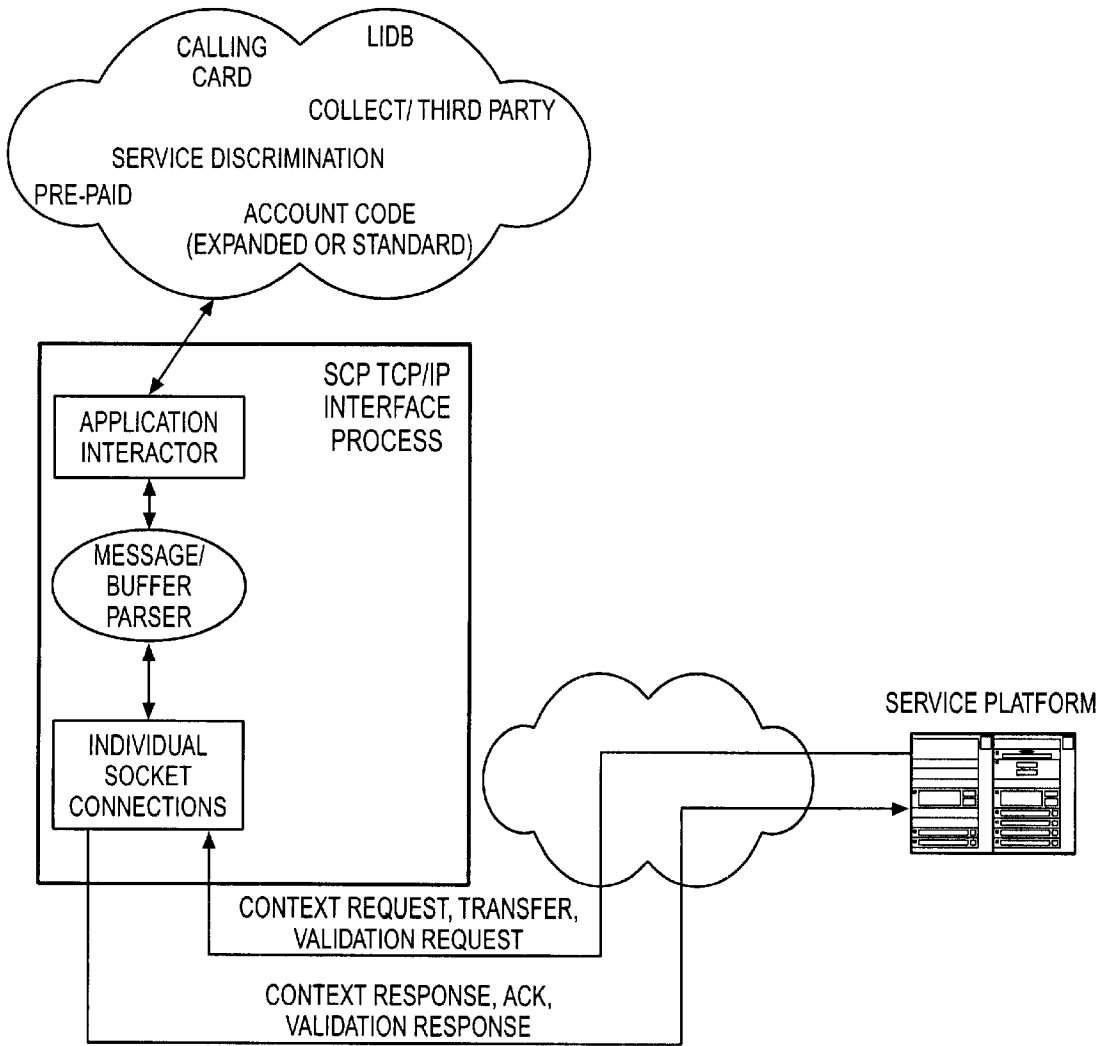 CALLING
CARD
LIDB
COLLECT/ THIRD PARTY
SERVICE DISCRIMINATION
PRE-PAID
ACCOUNT CODE
(EXPANDED OR STANDARD)
SCP TCP/IP
INTERFACE
PROCESS
APPLICATION
INTERACTOR
MESSAGE/
BUFFER
PARSER
INDIVIDUAL
SOCKET
CONNECTIONS
SERVICE PLATFORM
CONTEXT REQUEST, TRANSFER,
VALIDATION REQUEST
CONTEXT RESPONSE, ACK,
VALIDATION RESPONSE